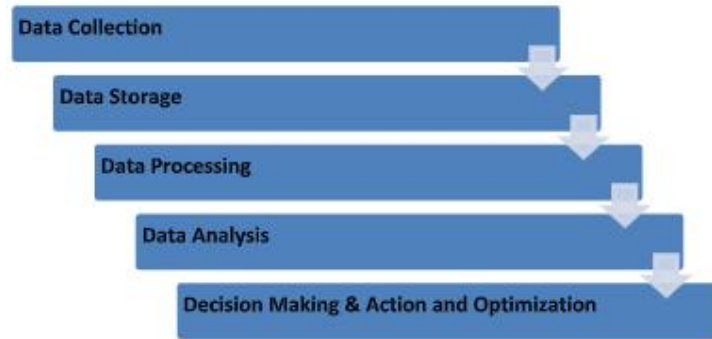 Data Collection
Data Storage
Data Processing
Data Analysis
Decision Making & Action and Optimization